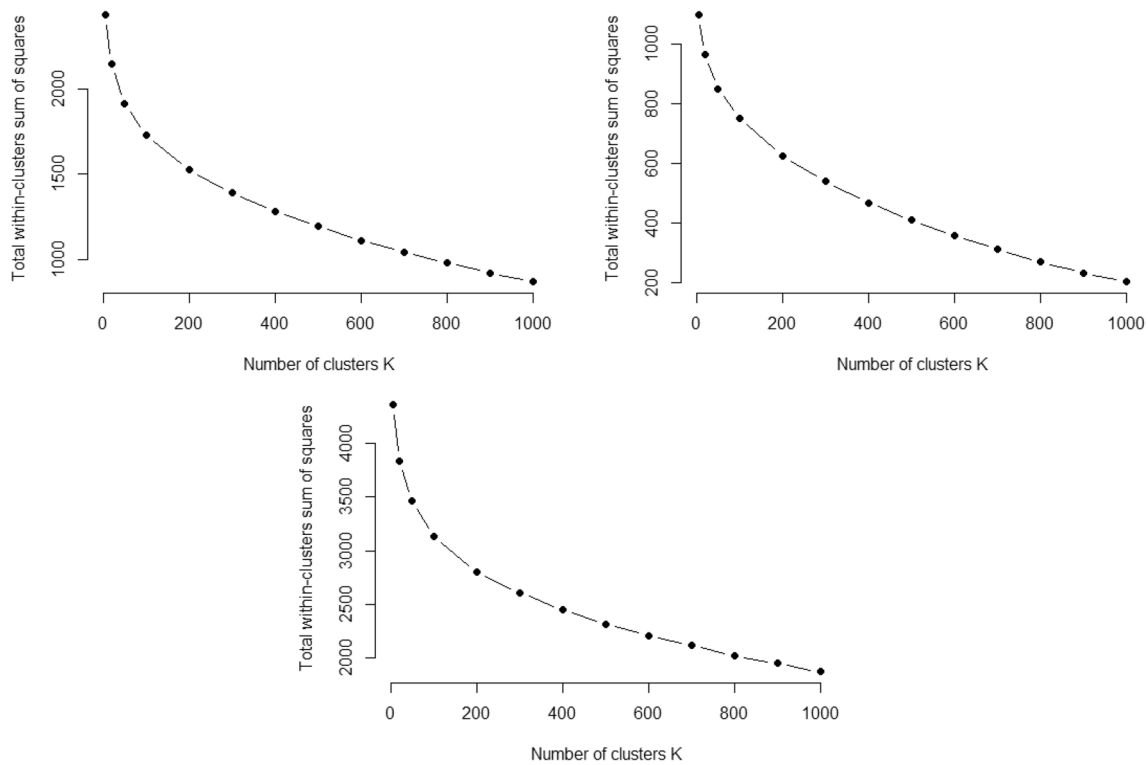 Total within-clusters sum of squares
2000
1500
1000
0 200 400 600 800 1000
Number of clusters K
Total within-clusters sum of squares
1000
800
600
400
200
0 200 400 600 800 1000
Number of clusters K
Total within-clusters sum of squares
4000
3500
3000
2500
2000
0 200 400 600 800 1000
Number of clusters K